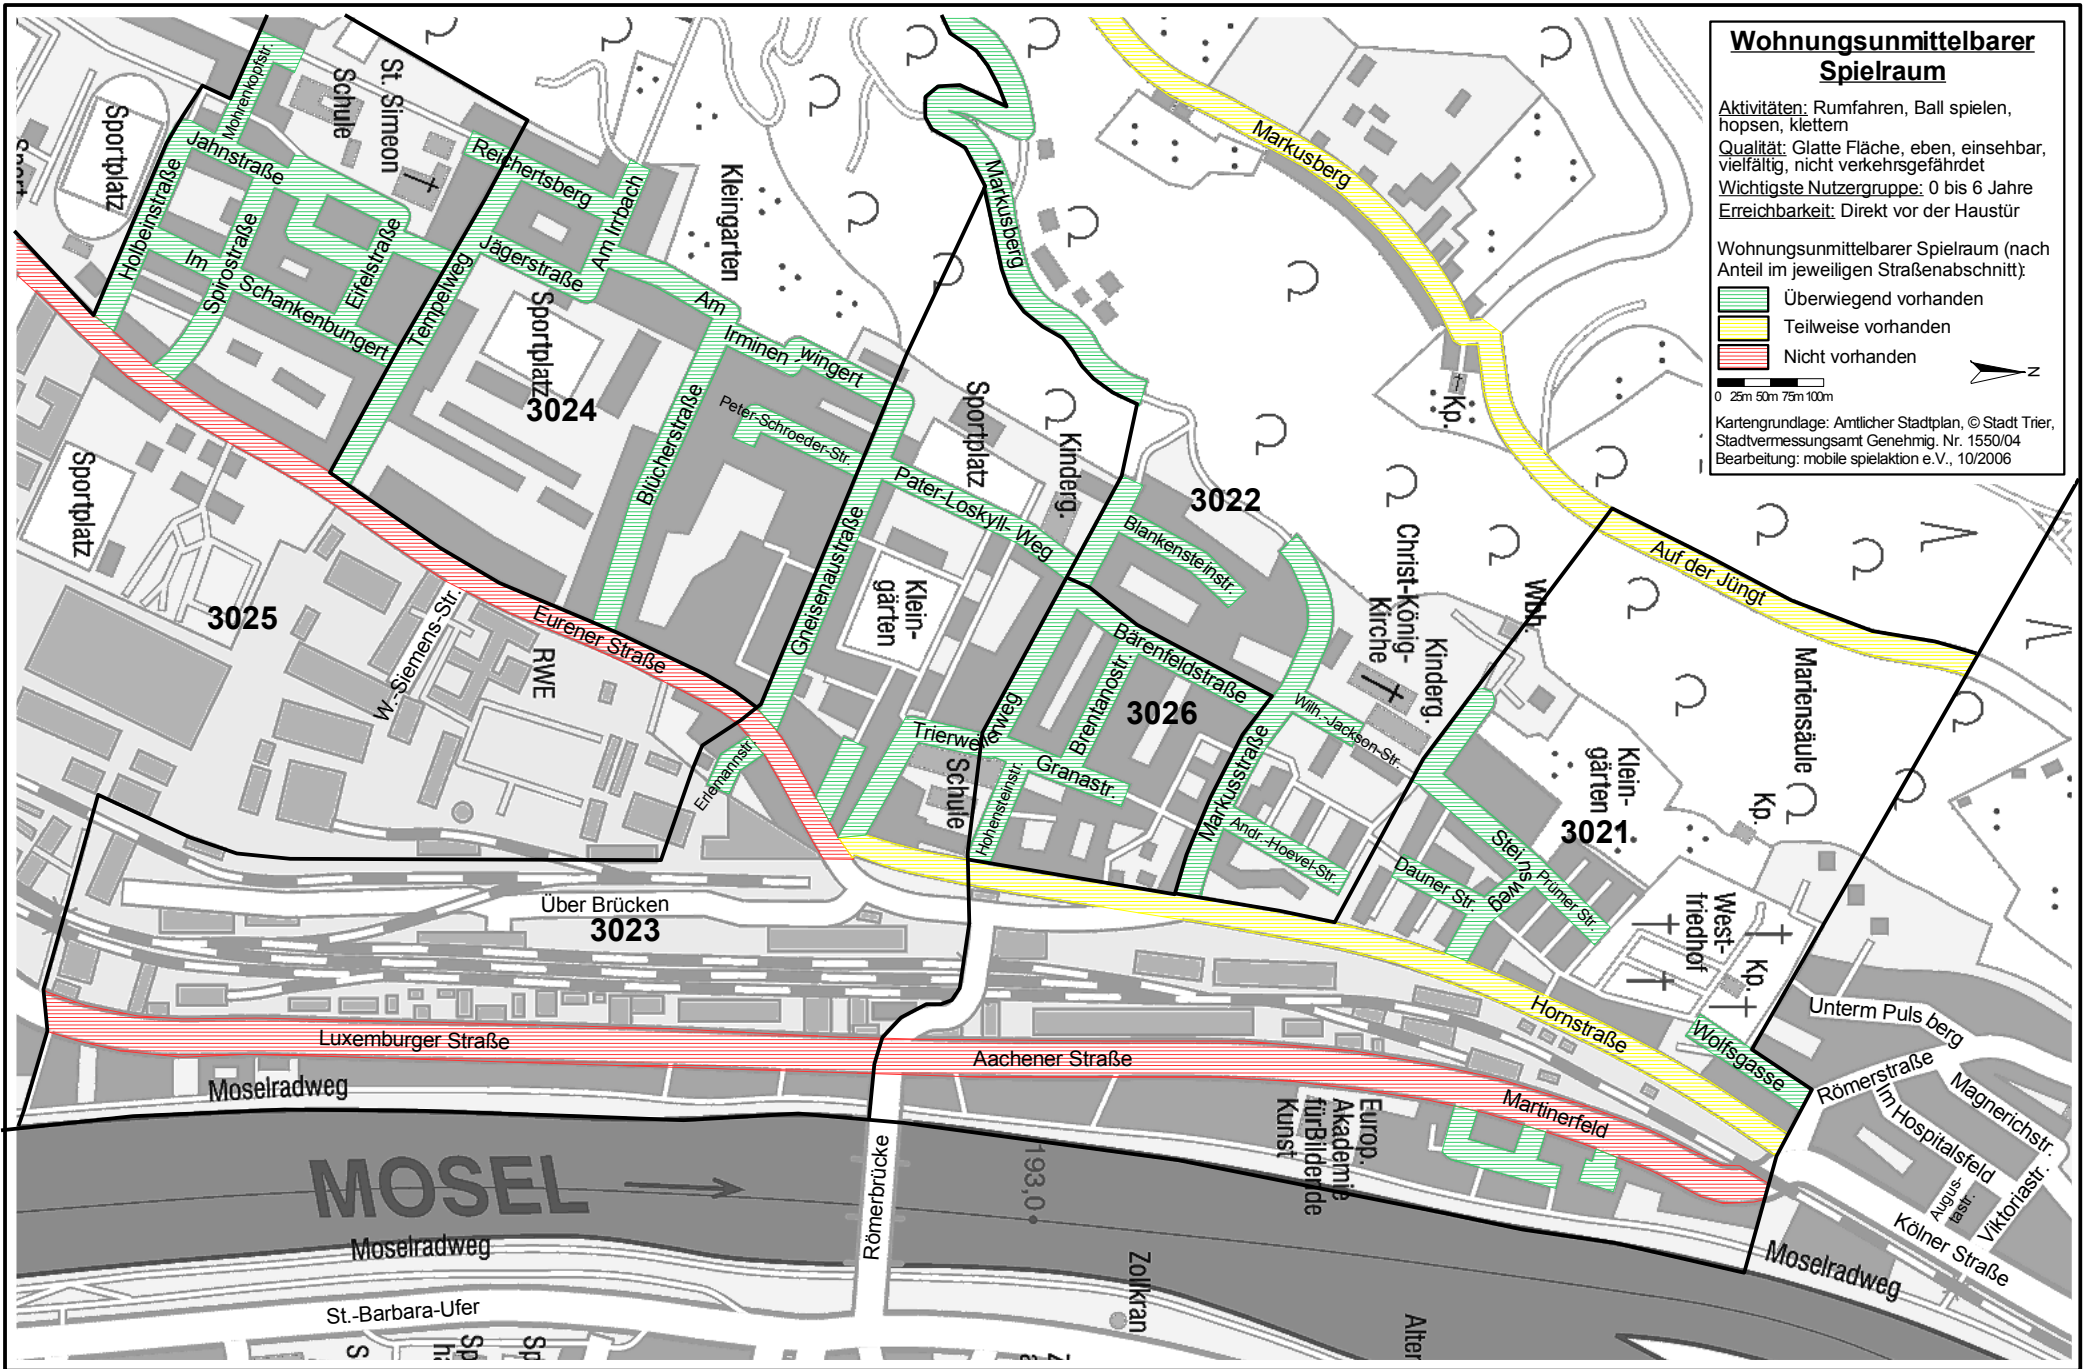 Wohnungsunmittelbarer
Spielraum
Aktivitäten: Rumfahren, Ball spielen,
hopsen, klettern
Qualität: Glatte Fläche, eben, einsehbar,
vielfältig, nicht verkehrsgefährdet
Wichtigste Nutzergruppe: 0 bis 6 Jahre
Erreichbarkeit: Direkt vor der Haustür
Wohnungsunmittelbarer Spielraum (nach
Anteil im jeweiligen Straßenabschnitt):
Überwiegend vorhanden
Teilweise vorhanden
Nicht vorhanden
N
0 25m 50m 75m 100m
Kartengrundlage: Amtlicher Stadtplan, © Stadt Trier,
Stadtvermessungsamt Genehmig. Nr. 1550/04
Bearbeitung: mobile spielaktion e.V., 10/2006
Mohrenkopfstr.
St. Simeon
Schule
Sportplatz
Jahnstraße
Holbeinstraße
Spirostraße
Im
Schankenbungert
Eifelstraße
Tempelweg
Reichertsberg
Jägerstraße
Am Irrbach
Kleingarten
Sportplatz
3024
Am
Irminen
wingert
Blücherstraße
Peter-Schroeder-Str.
Gneisenaustraße
Markusberg
Markusberg
Sportplatz
Kinderg.
Pater-Loskyll- Weg
Klein-
gärten
3022
Blankensteinstr.
Kp.
Christ-König-
Kirche
Kinderg.
Wbh.
Auf der Jüngt
Mariensäule
Klein-
gärten
Kp.
3021
Sportplatz
3025
W.-Siemens-Str.
RWE
Eurener Straße
Erlemannstr.
Trierweilerweg
Schule
Hohensteinstr.
Granastr.
Brentanostr.
Bärenfeldstraße
3026
Markusstraße
Wilh.-Jackson-Str.
Andr.-Hoevel-Str.
Dauner Str.
Steinsweg
Prümer Str.
West-
friedhof
Kp.
Über Brücken
3023
Hornstraße
Wolfsgasse
Unterm Puls berg
Römerstraße
Magnerichstr.
Im Hospitalsfeld
Augus-
tastr.
Viktoriastr.
Kölner Straße
Luxemburger Straße
Aachener Straße
Martinerfeld
Europ.
Akademie
fürBildende
Kunst
Moselradweg
MOSEL
193,0
Römerbrücke
Moselradweg
Moselradweg
St.-Barbara-Ufer
Zollkran
Alter